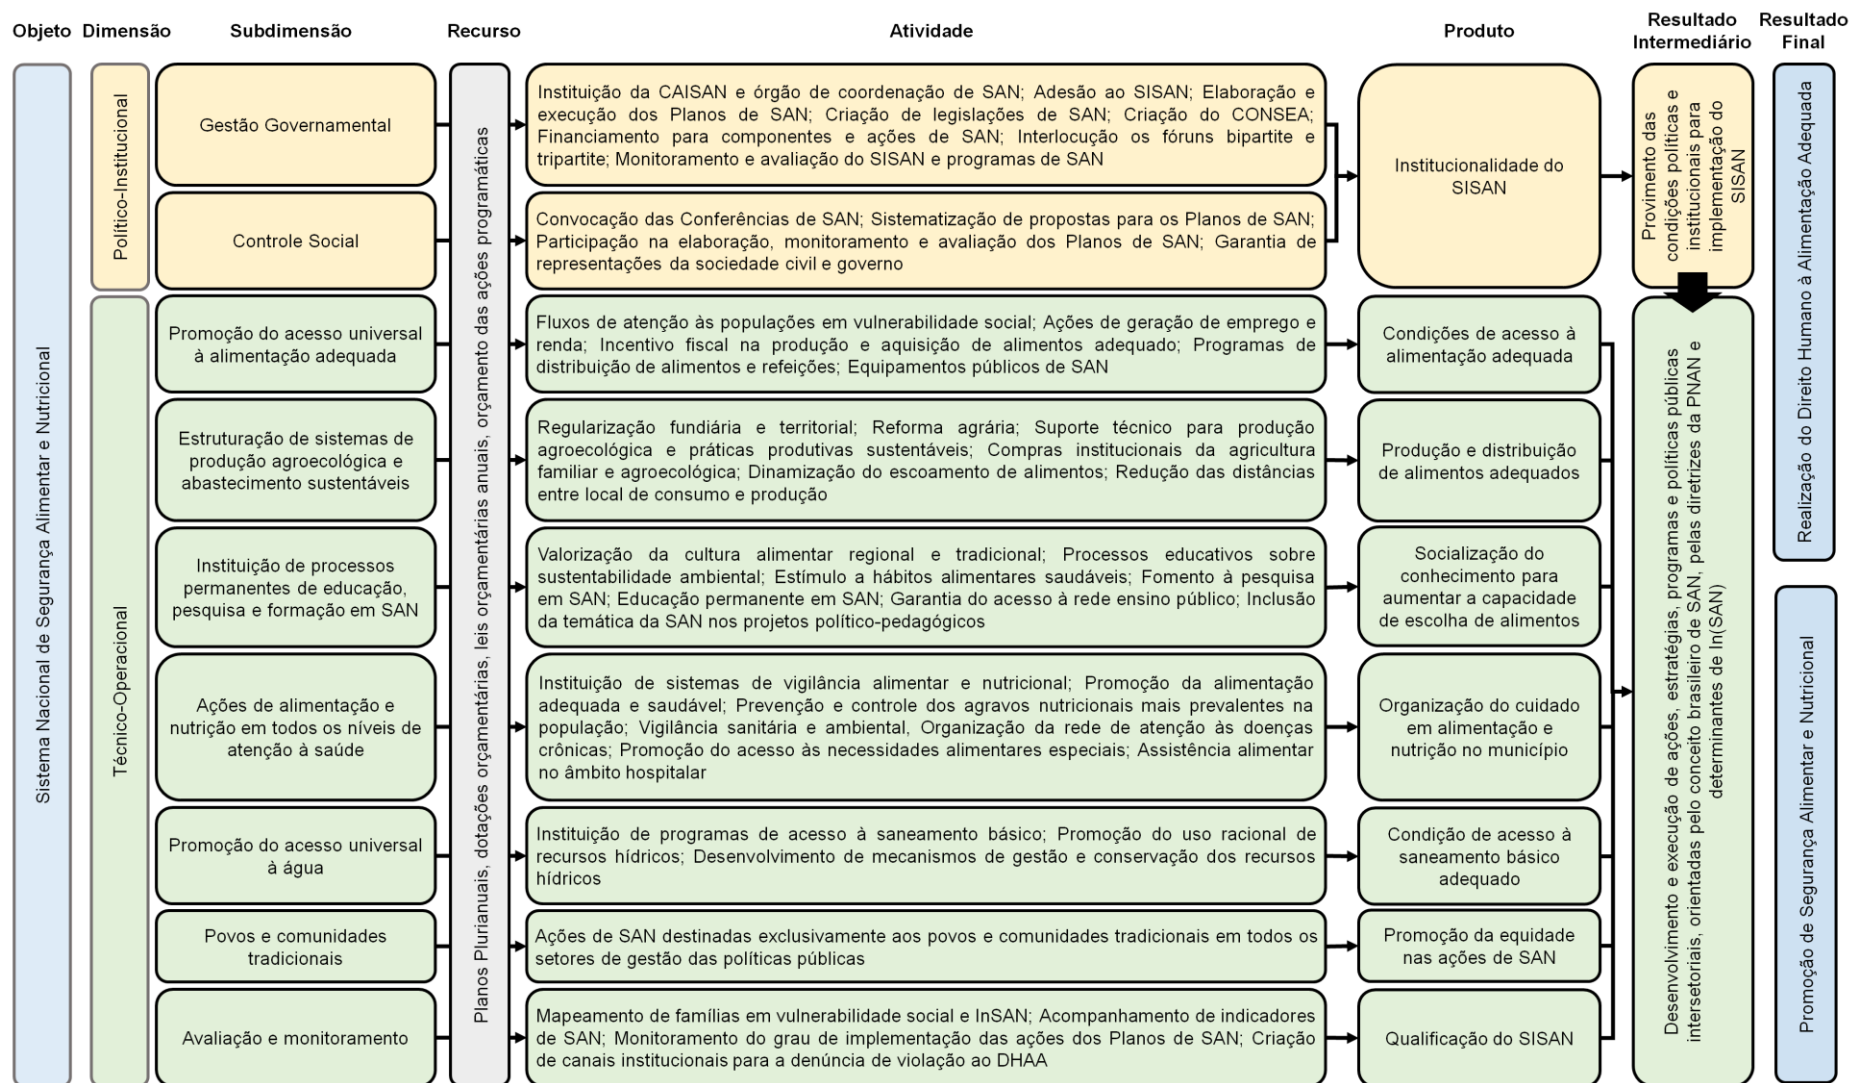 Objeto
Dimensão
Subdimensão
Recurso
Atividade
Produto
Resultado
Intermediário
Resultado
Final
Sistema Nacional de Segurança Alimentar e Nutricional
Político-Institucional
Gestão Governamental
Planos Plurianuais, dotações orçamentárias, leis orçamentárias anuais, orçamento das ações programáticas
Instituição da CAISAN e órgão de coordenação de SAN; Adesão ao SISAN; Elaboração e
execução dos Planos de SAN; Criação de legislações de SAN; Criação do CONSEA;
Financiamento para componentes e ações de SAN; Interlocução os fóruns bipartite e
tripartite; Monitoramento e avaliação do SISAN e programas de SAN
Controle Social
Convocação das Conferências de SAN; Sistematização de propostas para os Planos de SAN;
Participação na elaboração, monitoramento e avaliação dos Planos de SAN; Garantia de
representações da sociedade civil e governo
Institucionalidade do
SISAN
Provimento das
condições políticas e
institucionais para
implementação do
SISAN
Técnico-Operacional
Promoção do acesso universal
à alimentação adequada
Fluxos de atenção às populações em vulnerabilidade social; Ações de geração de emprego e
renda; Incentivo fiscal na produção e aquisição de alimentos adequado; Programas de
distribuição de alimentos e refeições; Equipamentos públicos de SAN
Condições de acesso à
alimentação adequada
Estruturação de sistemas de
produção agroecológica e
abastecimento sustentáveis
Regularização fundiária e territorial; Reforma agrária; Suporte técnico para produção
agroecológica e práticas produtivas sustentáveis; Compras institucionais da agricultura
familiar e agroecológica; Dinamização do escoamento de alimentos; Redução das distâncias
entre local de consumo e produção
Produção e distribuição
de alimentos adequados
Instituição de processos
permanentes de educação,
pesquisa e formação em SAN
Valorização da cultura alimentar regional e tradicional; Processos educativos sobre
sustentabilidade ambiental; Estímulo a hábitos alimentares saudáveis; Fomento à pesquisa
em SAN; Educação permanente em SAN; Garantia do acesso à rede ensino público; Inclusão
da temática da SAN nos projetos político-pedagógicos
Socialização do
conhecimento para
aumentar a capacidade
de escolha de alimentos
Ações de alimentação e
nutrição em todos os níveis de
atenção à saúde
Instituição de sistemas de vigilância alimentar e nutricional; Promoção da alimentação
adequada e saudável; Prevenção e controle dos agravos nutricionais mais prevalentes na
população; Vigilância sanitária e ambiental, Organização da rede de atenção às doenças
crônicas; Promoção do acesso às necessidades alimentares especiais; Assistência alimentar
no âmbito hospitalar
Organização do cuidado
em alimentação e
nutrição no município
Promoção do acesso universal
à água
Instituição de programas de acesso à saneamento básico; Promoção do uso racional de
recursos hídricos; Desenvolvimento de mecanismos de gestão e conservação dos recursos
hídricos
Condição de acesso à
saneamento básico
adequado
Povos e comunidades
tradicionais
Ações de SAN destinadas exclusivamente aos povos e comunidades tradicionais em todos os
setores de gestão das políticas públicas
Promoção da equidade
nas ações de SAN
Avaliação e monitoramento
Mapeamento de famílias em vulnerabilidade social e InSAN; Acompanhamento de indicadores
de SAN; Monitoramento do grau de implementação das ações dos Planos de SAN; Criação
de canais institucionais para a denúncia de violação ao DHAA
Qualificação do SISAN
Desenvolvimento e execução de ações, estratégias, programas e políticas públicas
intersetoriais, orientadas pelo conceito brasileiro de SAN, pelas diretrizes da PNAN e
determinantes de In(SAN)
Realização do Direito Humano à Alimentação Adequada
Promoção de Segurança Alimentar e Nutricional